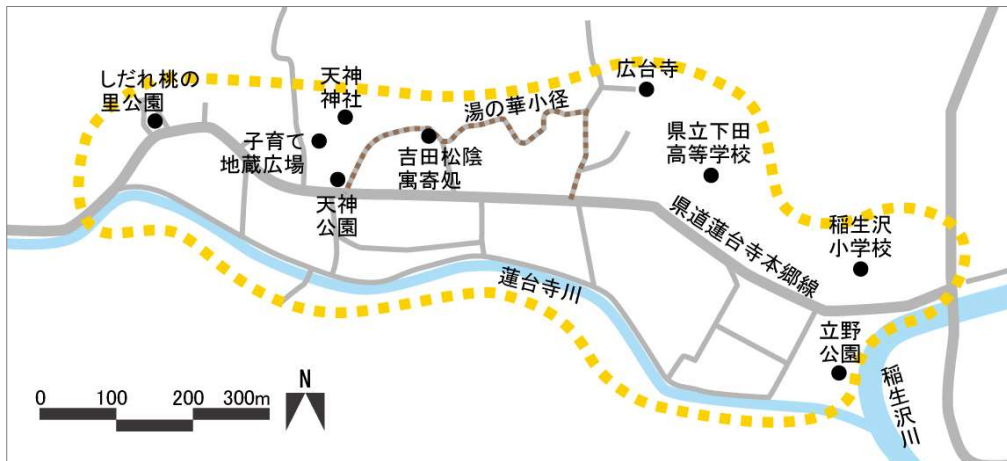 しだれ桃の
里公園
天神
神社
子育て
地蔵広場
天神
公園
湯の華小径
吉田松陰
寓寄処
広台寺
県立下田
高等学校
県道蓮台寺本郷線
稲生沢
小学校
蓮台寺川
立野
公園
稲生沢川
0 100 200 300m
N